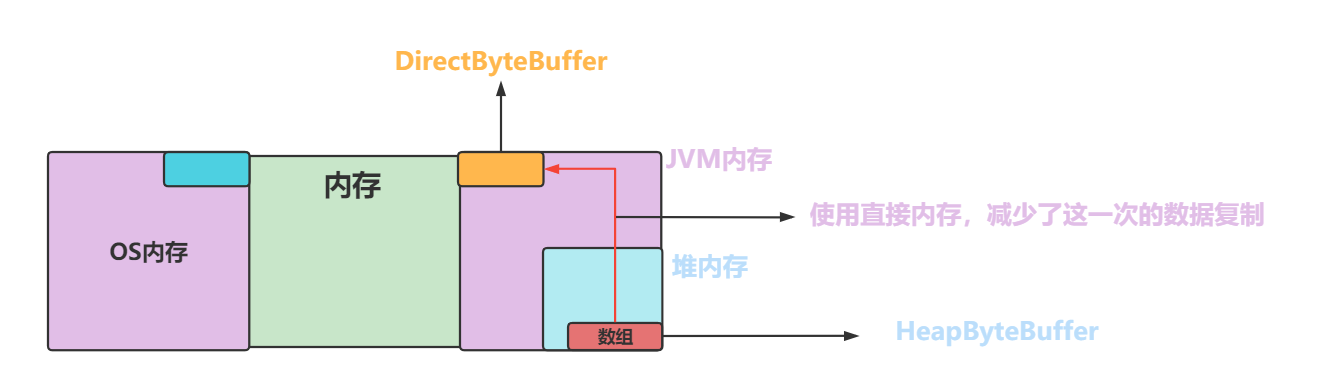 DirectByteBuffer
JVM内存
内存
使用直接内存，减少了这一次的数据复制
OS内存
堆内存
数组
HeapByteBuffer